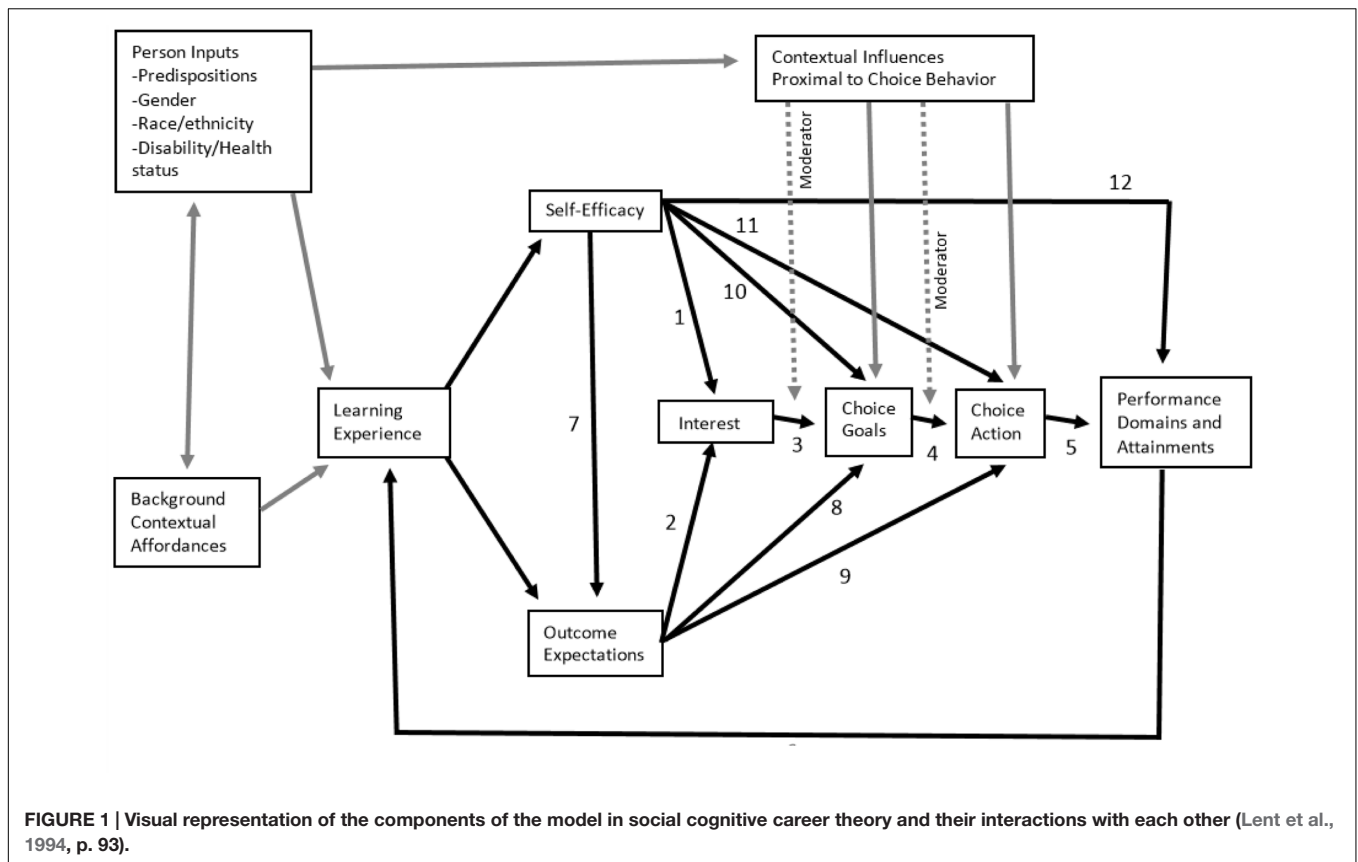 Person Inputs
-Predispositions
-Gender
-Race/ethnicity
-Disability/Health
status
Contextual Influences
Proximal to Choice Behavior
Moderator
Moderator
12
Self-Efficacy
11
10
1
Learning
Experience
7
Interest
3
Choice
Goals
4
Choice
Action
5
Performance
Domains and
Attainments
Background
Contextual
Affordances
2
8
9
Outcome
Expectations
FIGURE 1 | Visual representation of the components of the model in social cognitive career theory and their interactions with each other (Lent et al.,
1994, p. 93).